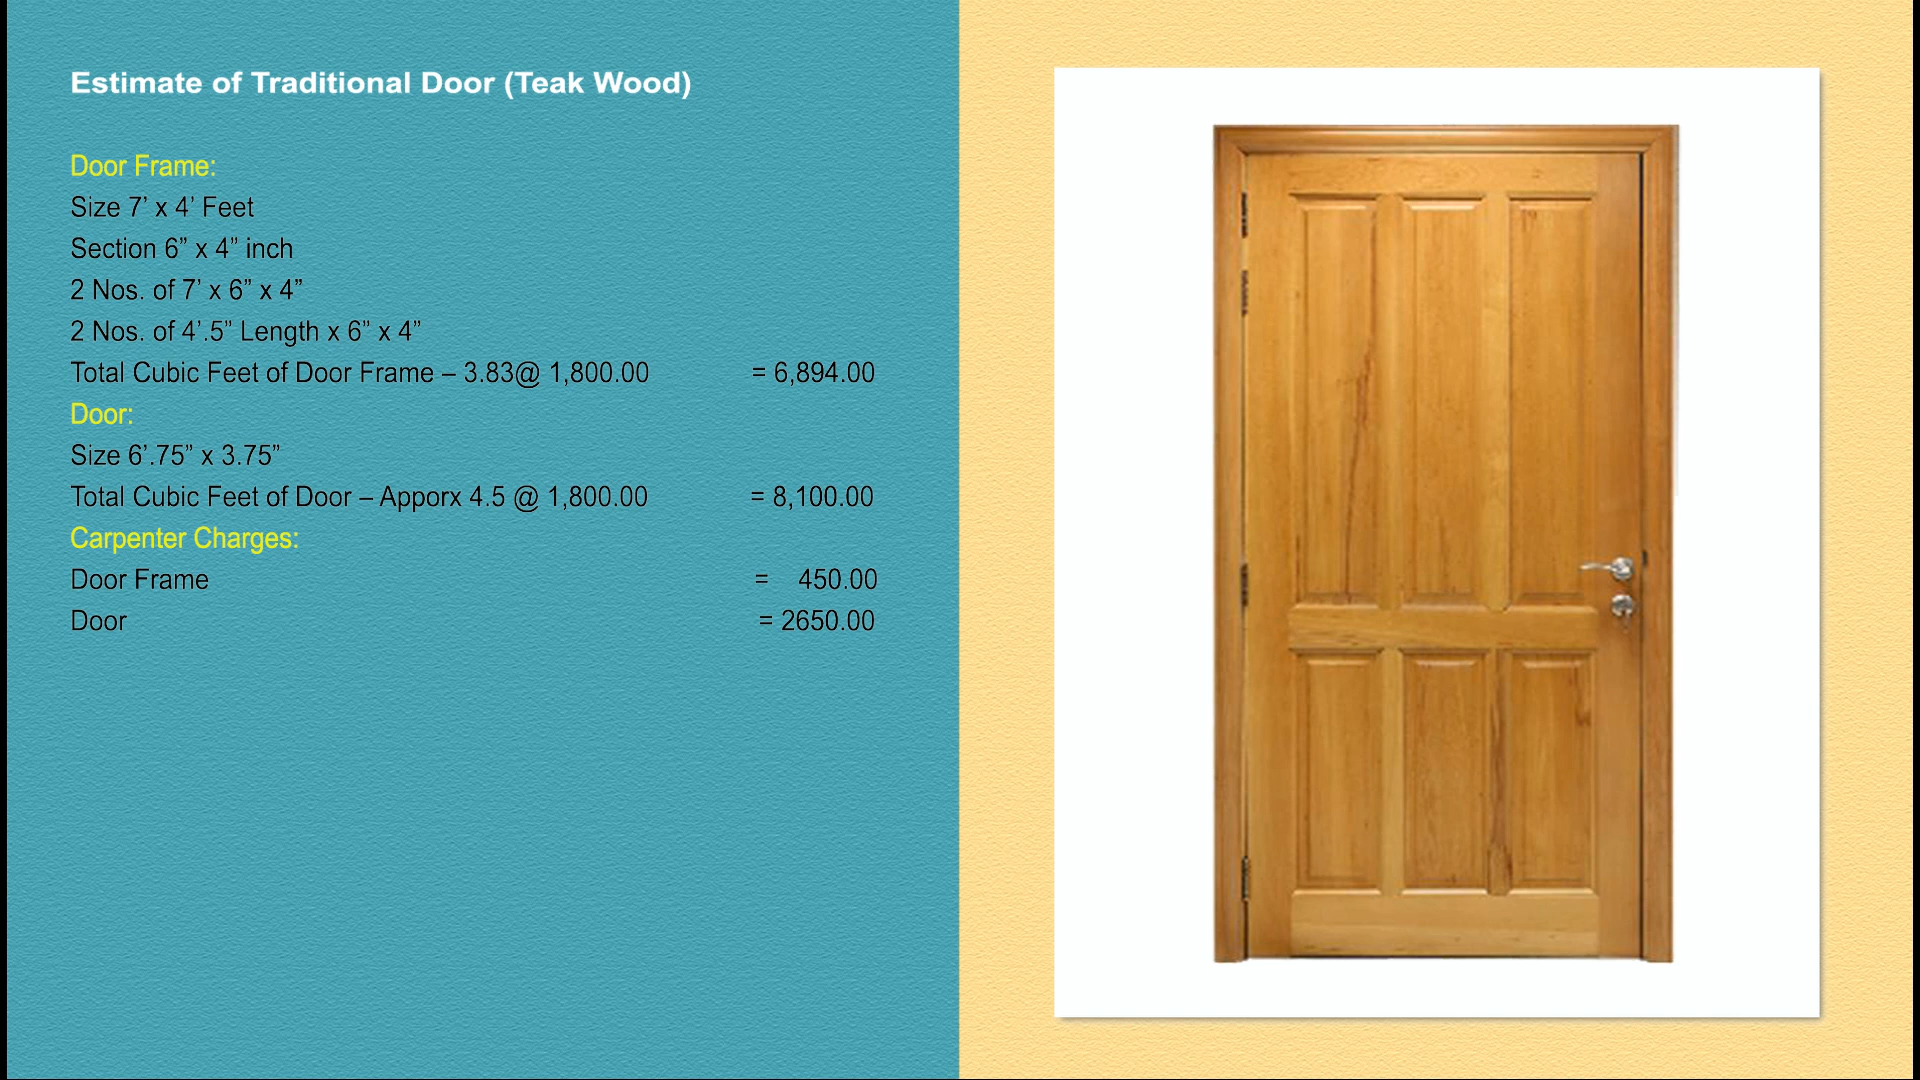 Estimate of Traditional Door (Teak Wood)
Door Frame:
Size 7’ x 4’ Feet
Section 6” x 4” inch
2 Nos. of 7’ x 6” x 4”
2 Nos. of 4’.5” Length x 6” x 4”
Total Cubic Feet of Door Frame – 3.83@ 1,800.00 = 6,894.00
Door:
Size 6’.75” x 3.75”
Total Cubic Feet of Door – Apporx 4.5 @ 1,800.00 = 8,100.00
Carpenter Charges:
Door Frame = 450.00
Door = 2650.00